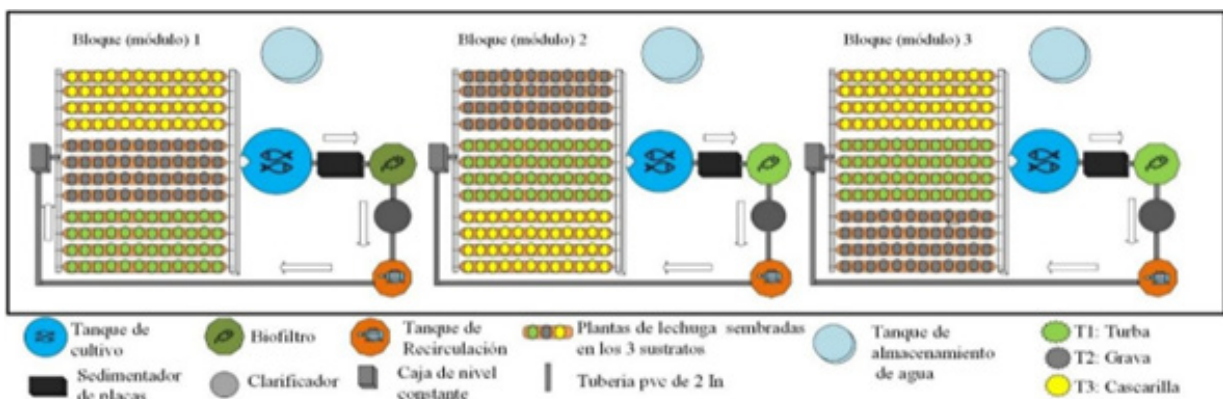 Bloque (módulo) 1
Bloque (módulo) 2
Bloque (módulo) 3
Tanque de
cultivo
Biofiltro
Tanque de
Recirculación
Plantas de lechuga sembradas
en los 3 sustratos
Tanque de
almacenamiento
de agua
T1: Turba
T2: Grava
T3: Cascarilla
Sedimentador
de placas
Clarificador
Caja de nivel
constante
Tuberia pvc de 2 In